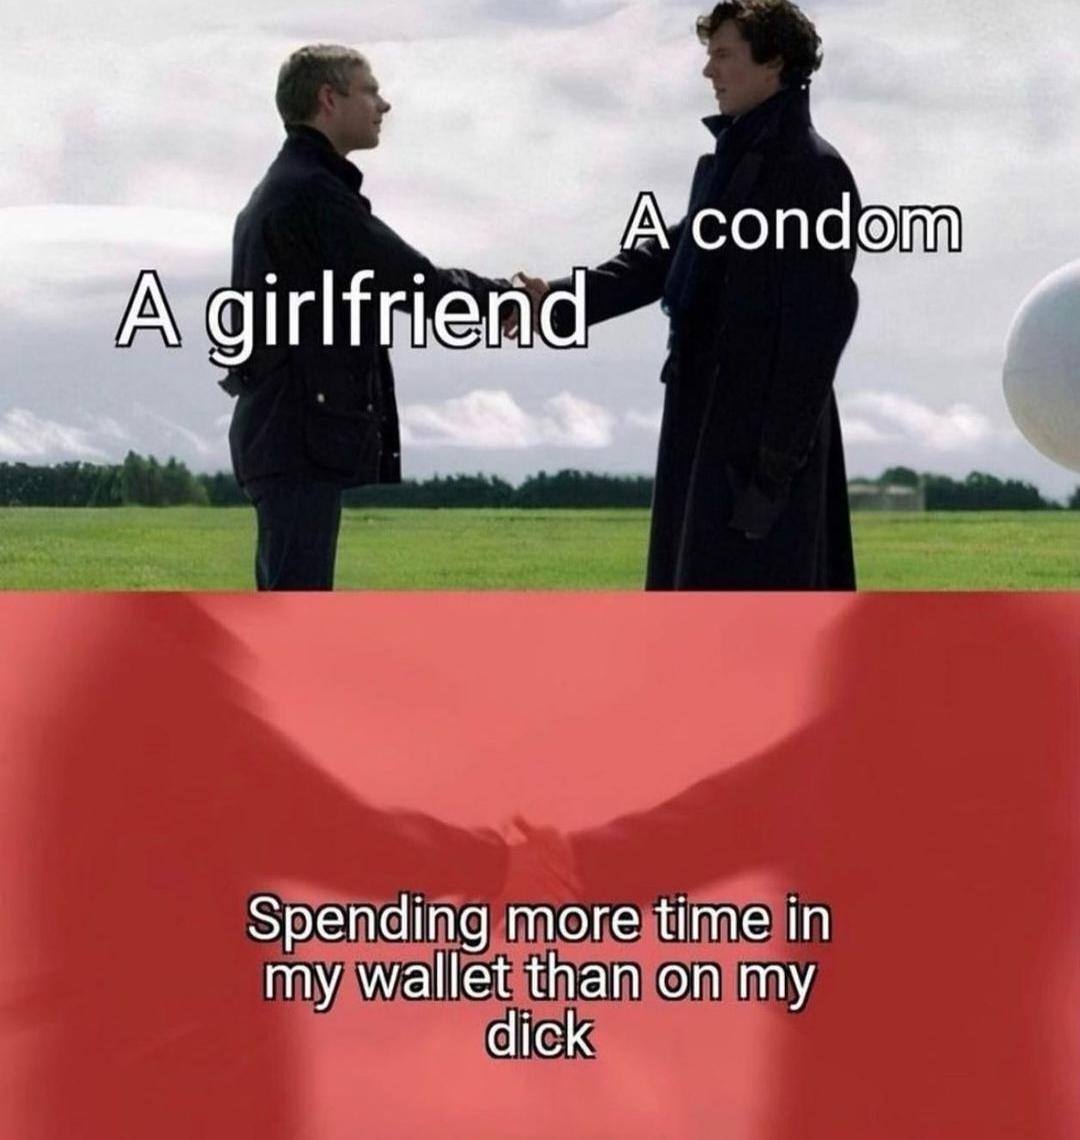 A condom
A girlfriend
Spending more time in
my wallet than on my
dick